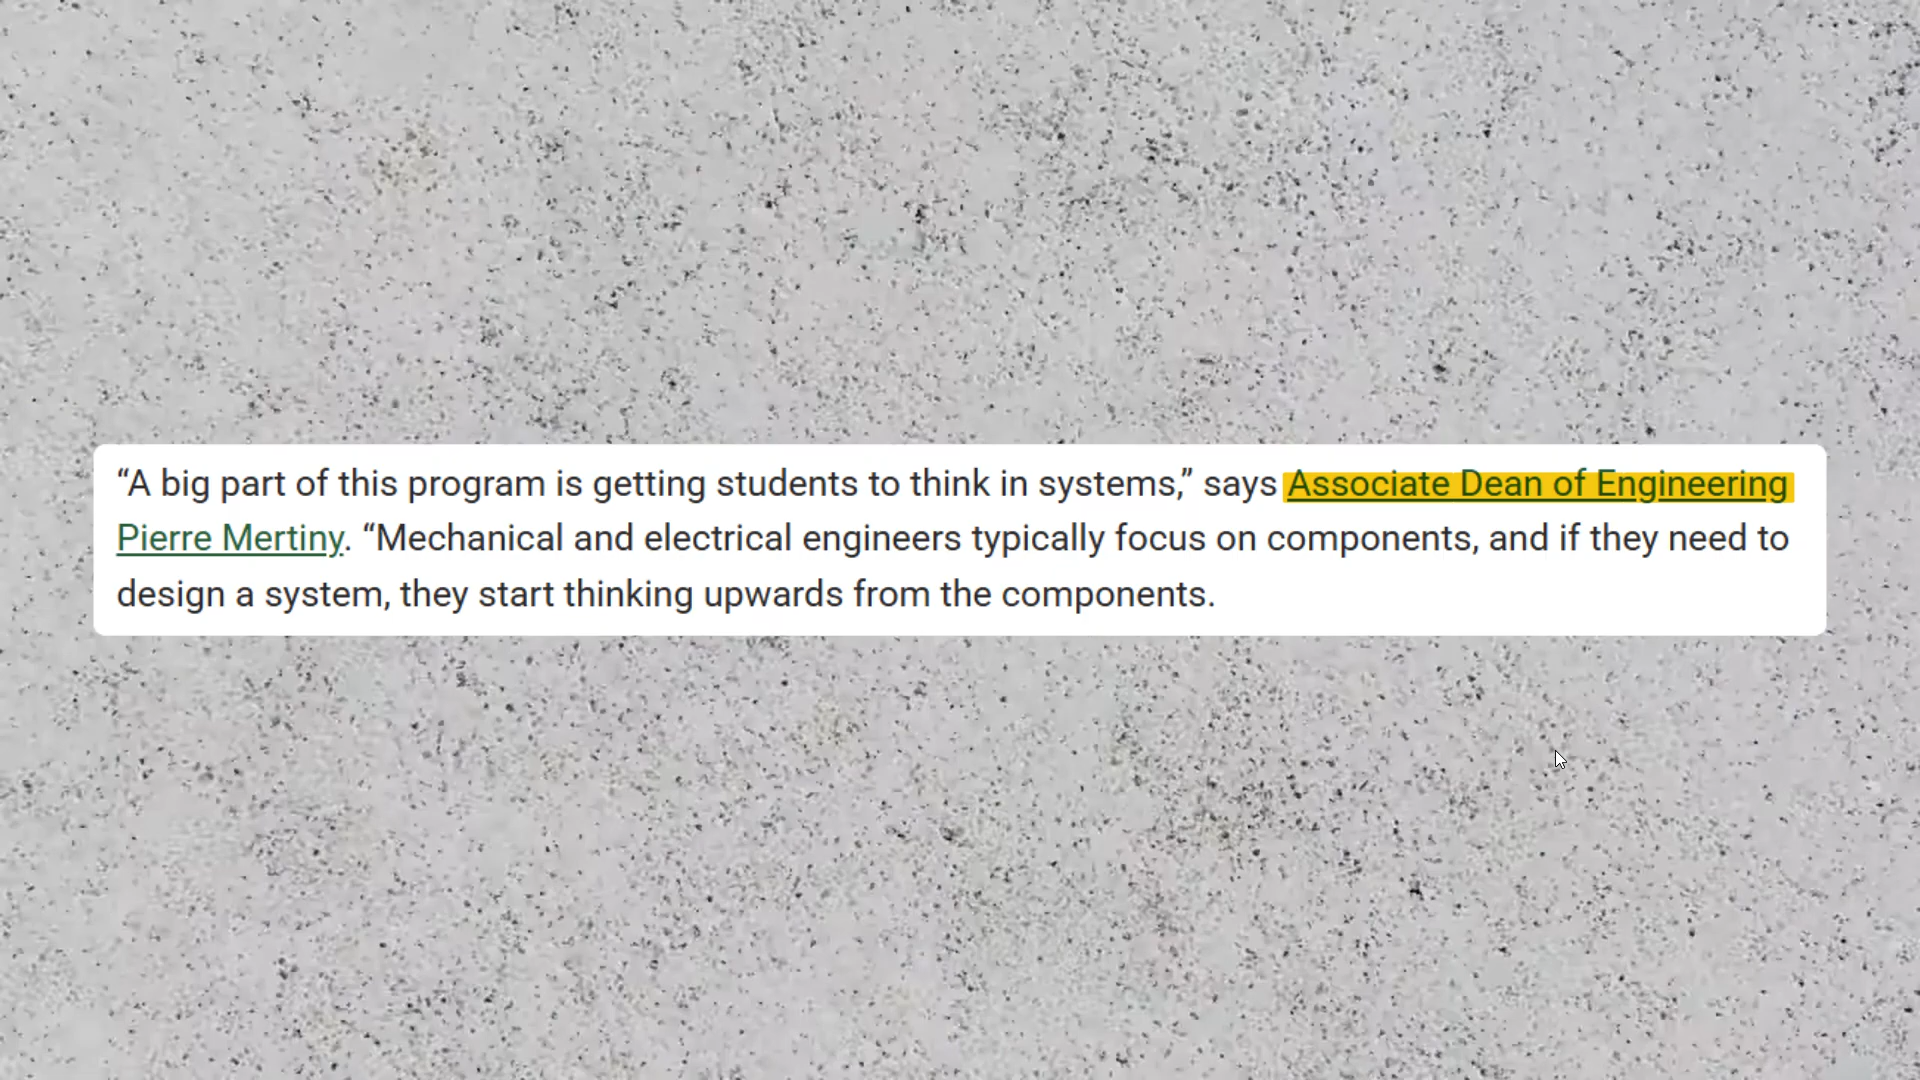 “A big part of this program is getting students to think in systems,” says Associate Dean of Engineering
Pierre Mertiny. “Mechanical and electrical engineers typically focus on components, and if they need to
design a system, they start thinking upwards from the components.